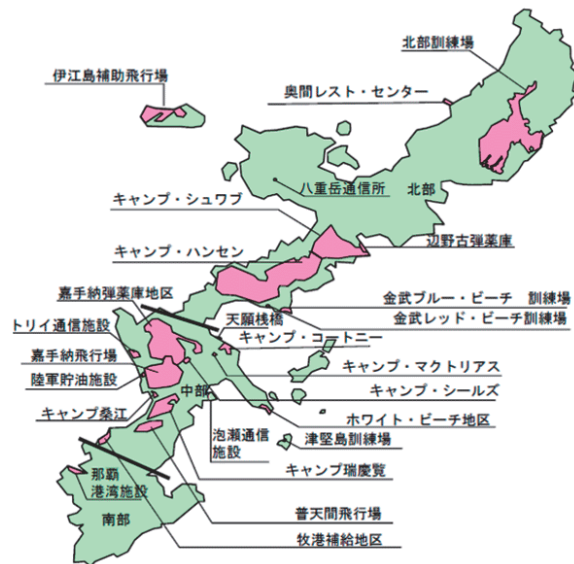 北部訓練場
伊江島補助飛行場
奥間レスト・センター
八重岳通信所
北部
キャンプ・シュワブ
辺野古弾薬庫
キャンプ・ハンセン
嘉手納弾薬庫地区
金武ブルー・ビーチ 訓練場
天願桟橋
金武レッド・ビーチ訓練場
トリイ通信施設
キャンプ・コートニー
嘉手納飛行場
キャンプ・マクトリアス
陸軍貯油施設
中部
キャンプ・シールズ
キャンプ桑江
泡瀬通信
施設
ホワイト・ビーチ地区
津堅島訓練場
那覇
港湾施設
キャンプ瑞慶覧
南部
普天間飛行場
牧港補給地区